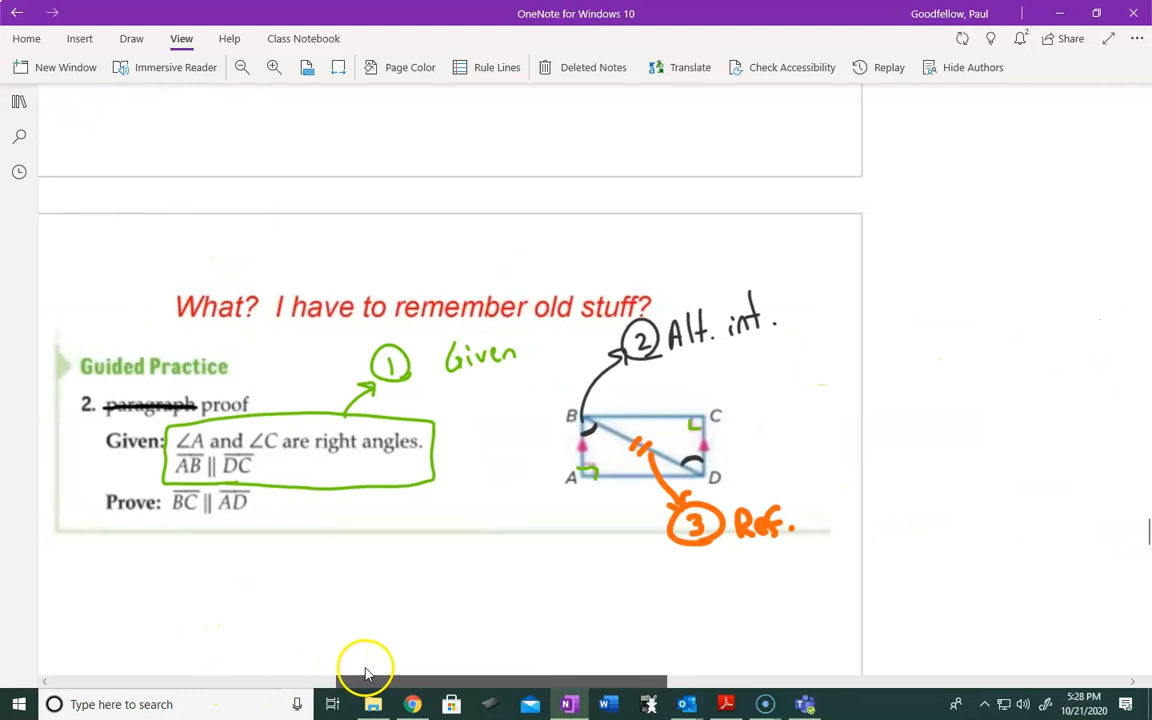 OneNote for Windows 10
Goodfellow, Paul
Home Insert Draw View Help Class Notebook
2 Share
New Window Immersive Reader Page Color Rule Lines Deleted Notes Translate Check Accessibility Replay Hide Authors
What? I have to remember old stuff?
② Alt. int.
① Given
Guided Practice
2. paragraph proof
Given: ∠A and ∠C are right angles.
AB ∥ DC
Prove: BC ∥ AD
B C
A D
③ Ref.
Type here to search
5:28 PM
10/21/2020